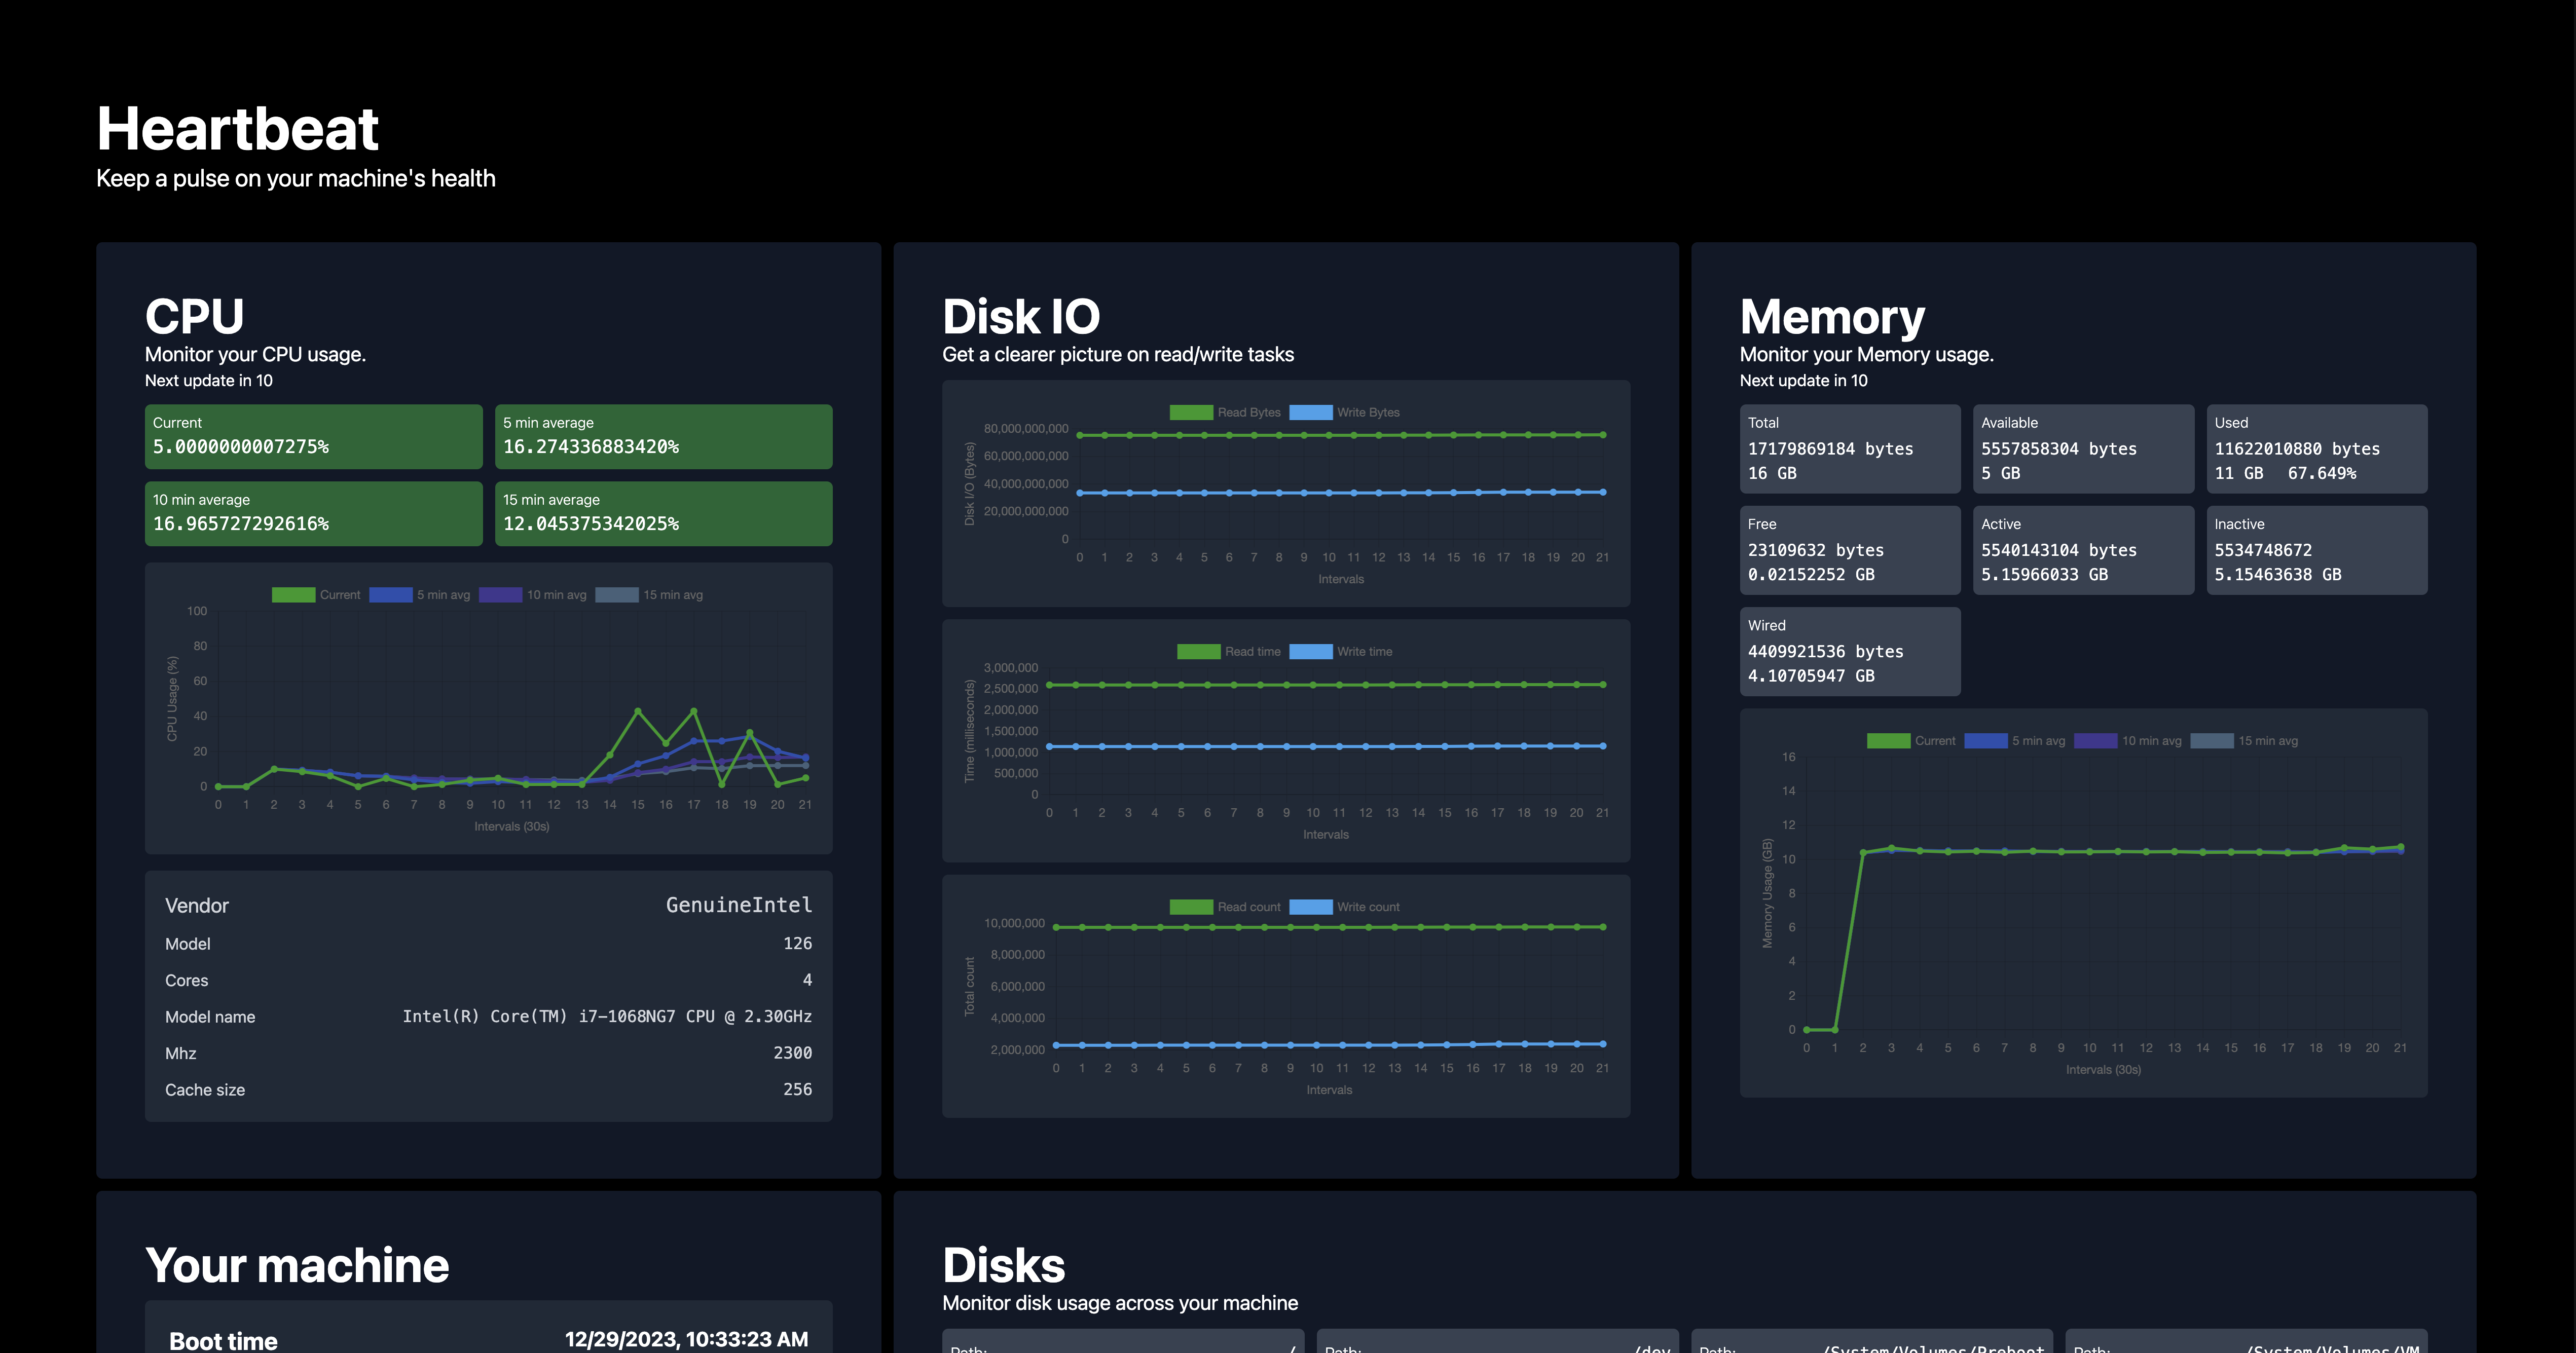 Heartbeat
Keep a pulse on your machine's health
CPU
Monitor your CPU usage.
Next update in 10
Current
5.0000000007275%
5 min average
16.274336883420%
10 min average
16.965727292616%
15 min average
12.045375342025%
Current 5 min avg 10 min avg 15 min avg
100
80
60
40
20
0
CPU Usage (%)
0 1 2 3 4 5 6 7 8 9 10 11 12 13 14 15 16 17 18 19 20 21
Intervals (30s)
Vendor GenuineIntel
Model 126
Cores 4
Model name Intel(R) Core(TM) i7-1068NG7 CPU @ 2.30GHz
Mhz 2300
Cache size 256
Disk IO
Get a clearer picture on read/write tasks
Read Bytes Write Bytes
80,000,000,000
60,000,000,000
40,000,000,000
20,000,000,000
0
Disk I/O (Bytes)
0 1 2 3 4 5 6 7 8 9 10 11 12 13 14 15 16 17 18 19 20 21
Intervals
Read time Write time
3,000,000
2,500,000
2,000,000
1,500,000
1,000,000
500,000
0
Time (milliseconds)
0 1 2 3 4 5 6 7 8 9 10 11 12 13 14 15 16 17 18 19 20 21
Intervals
Read count Write count
10,000,000
8,000,000
6,000,000
4,000,000
2,000,000
Total count
0 1 2 3 4 5 6 7 8 9 10 11 12 13 14 15 16 17 18 19 20 21
Intervals
Memory
Monitor your Memory usage.
Next update in 10
Total
17179869184 bytes
16 GB
Available
5557858304 bytes
5 GB
Used
11622010880 bytes
11 GB 67.649%
Free
23109632 bytes
0.02152252 GB
Active
5540143104 bytes
5.15966033 GB
Inactive
5534748672
5.15463638 GB
Wired
4409921536 bytes
4.10705947 GB
Current 5 min avg 10 min avg 15 min avg
16
14
12
10
8
6
4
2
0
Memory Usage (GB)
0 1 2 3 4 5 6 7 8 9 10 11 12 13 14 15 16 17 18 19 20 21
Intervals (30s)
Your machine
Boot time 12/29/2023, 10:33:23 AM
Disks
Monitor disk usage across your machine
Path: /
Path: /dev
Path: /System/Volumes/Preboot
Path: /System/Volumes/VM